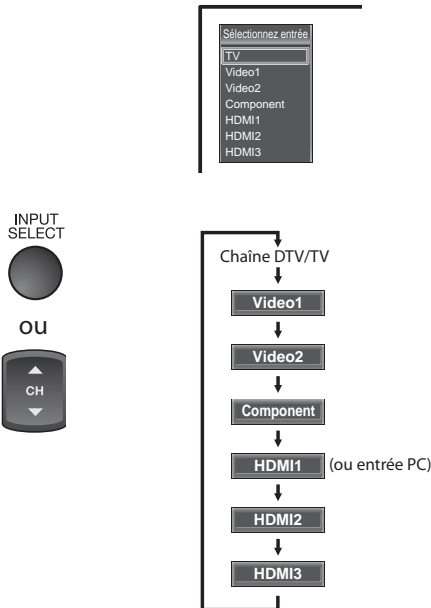 Sélectionnez entrée
TV
Video1
Video2
Component
HDMI1
HDMI2
HDMI3
INPUT
SELECT
ou
CH
Chaîne DTV/TV
Video1
Video2
Component
HDMI1 (ou entrée PC)
HDMI2
HDMI3